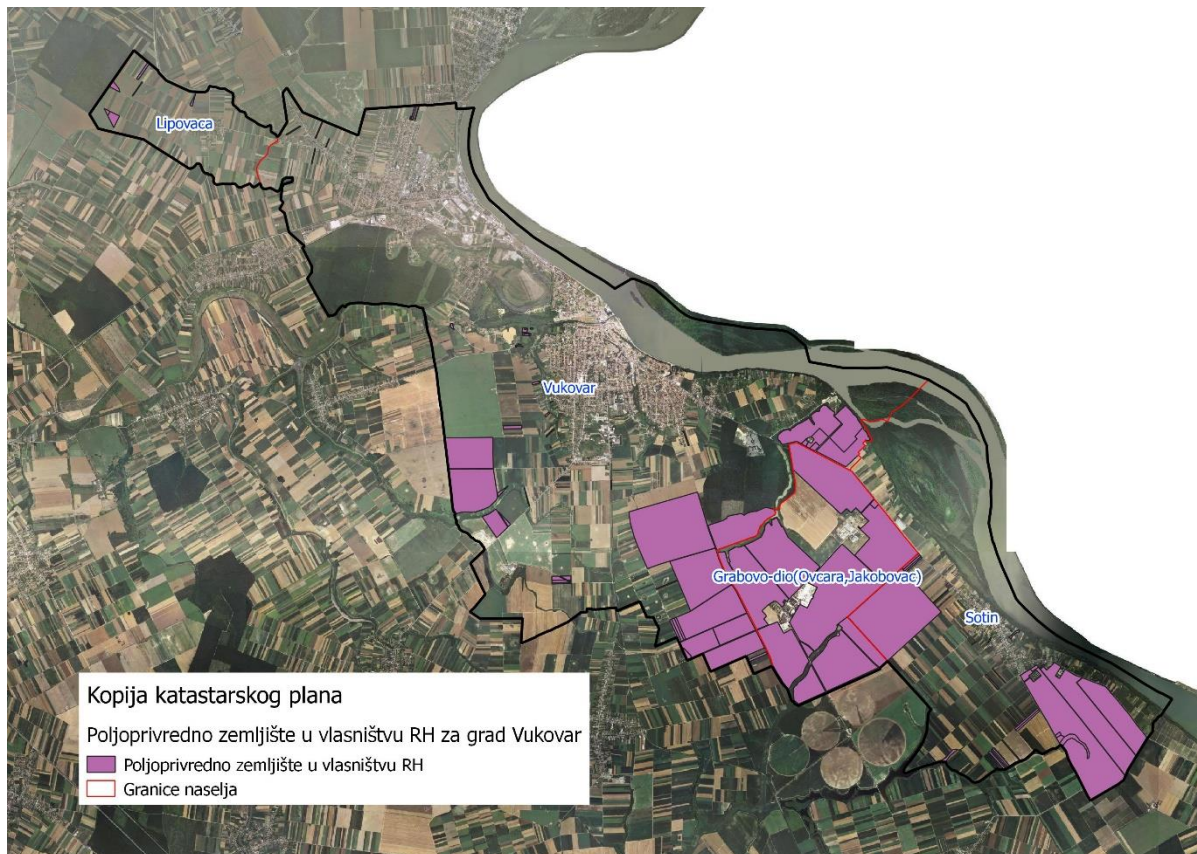 Lipovaca
Vukovar
Grabovo-dio(Ovcara,Jakobovac)
Sotin
Kopija katastarskog plana
Poljoprivredno zemljište u vlasništvu RH za grad Vukovar
Poljoprivredno zemljište u vlasništvu RH
Granice naselja